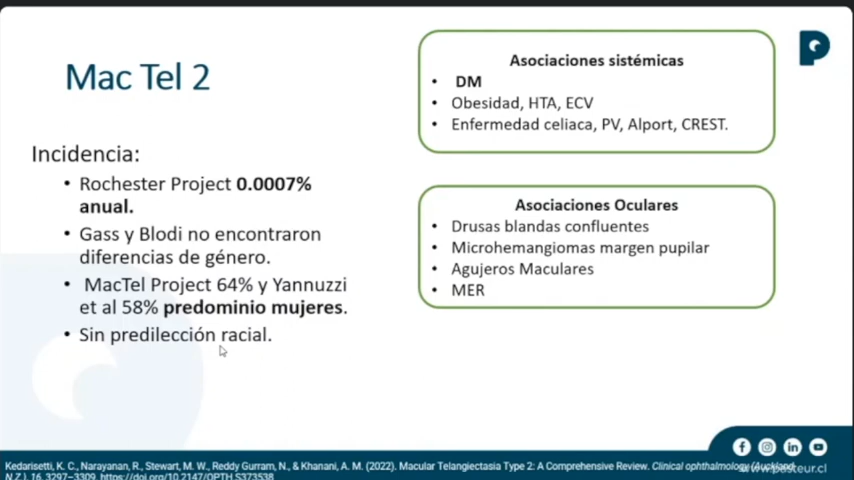 Mac Tel 2
Incidencia:
• Rochester Project 0.0007%
anual.
• Gass y Blodi no encontraron
diferencias de género.
• MacTel Project 64% y Yannuzzi
et al 58% predominio mujeres.
• Sin predilección racial.
Asociaciones sistémicas
• DM
• Obesidad, HTA, ECV
• Enfermedad celiaca, PV, Alport, CREST.
Asociaciones Oculares
• Drusas blandas confluentes
• Microhemangiomas margen pupilar
• Agujeros Maculares
• MER
Kedarisetti, K. C., Narayanan, R., Stewart, M. W., Reddy Gurram, N., & Khanani, A. M. (2022). Macular Telangiectasia Type 2: A Comprehensive Review. Clinical ophthalmology (Auckland,
N.Z.), 16, 3297–3309. https://doi.org/10.2147/OPTH.S373538
www.pasteur.cl